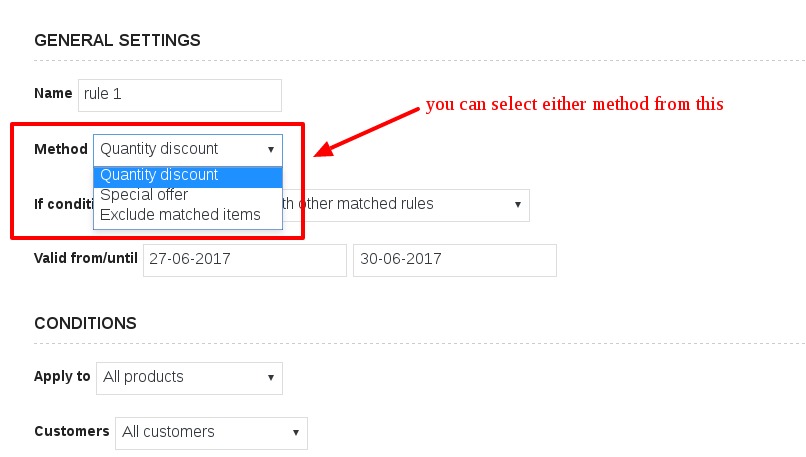 GENERAL SETTINGS
Name rule 1
you can select either method from this
Method Quantity discount
Quantity discount
Special offer
If conditi th other matched rules
Exclude matched items
Valid from/until 27-06-2017 30-06-2017
CONDITIONS
Apply to All products
Customers All customers